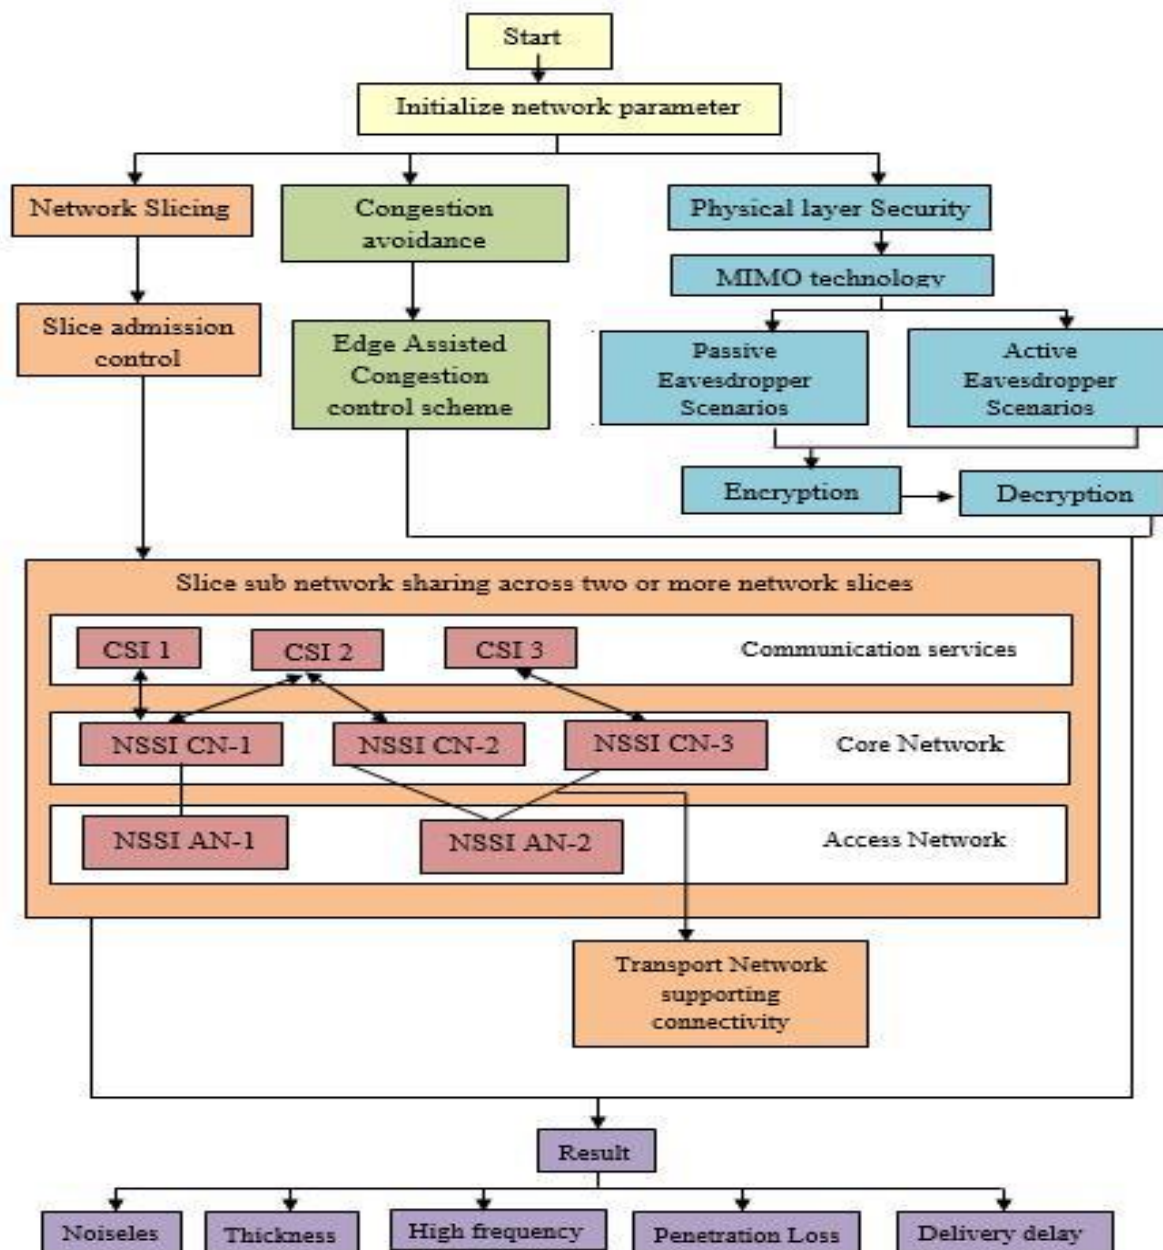 Start
Initialize network parameter
Network Slicing
Congestion
avoidance
Physical layer Security
MIMO technology
Slice admission
control
Edge Assisted
Congestion
control scheme
Passive
Eavesdropper
Scenarios
Active
Eavesdropper
Scenarios
Encryption
Decryption
Slice sub network sharing across two or more network slices
CSI 1
CSI 2
CSI 3
Communication services
NSSI CN-1
NSSI CN-2
NSSI CN-3
Core Network
NSSI AN-1
NSSI AN-2
Access Network
Transport Network
supporting
connectivity
Result
Noiseles
Thickness
High frequency
Penetration Loss
Delivery delay